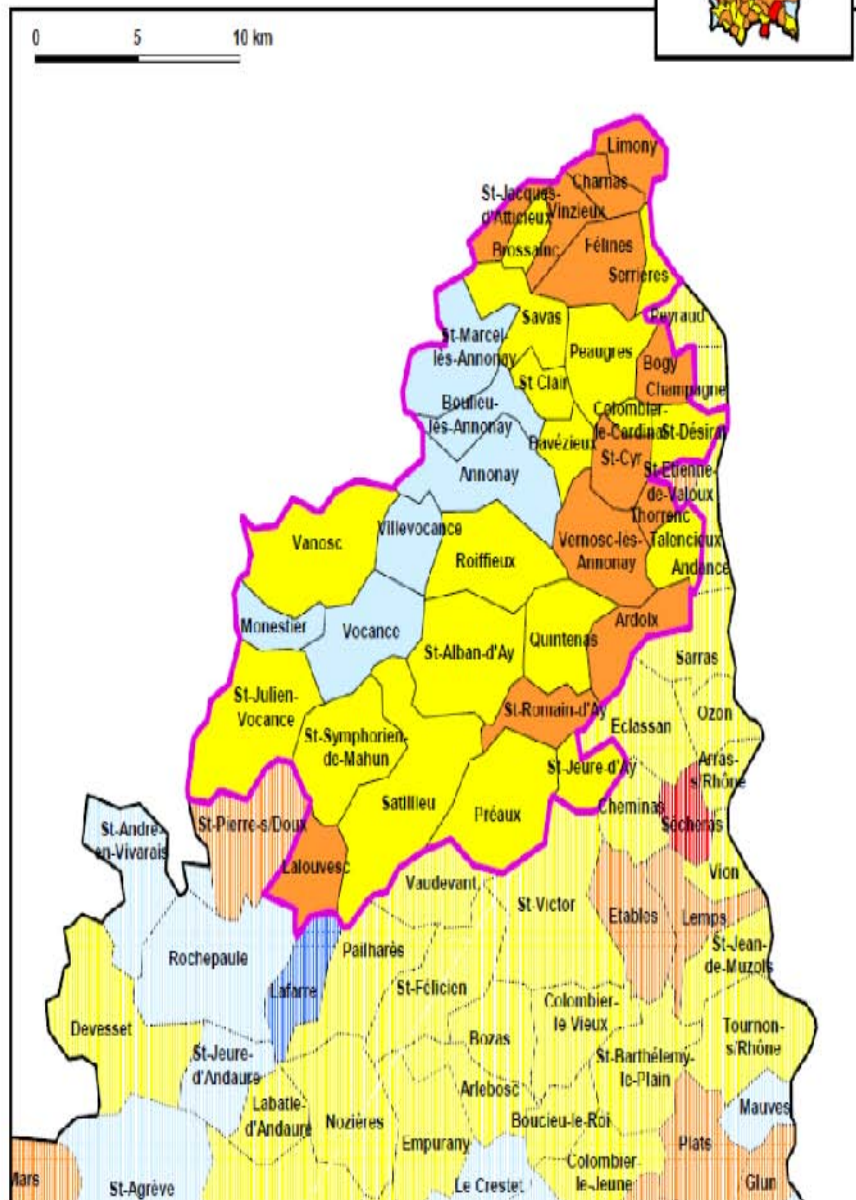 0 5 10 km
Limony
Charnas
St-Jacques-
d'Atticieux
Vinzieux
Brossainc
Félines
Serrières
Peyraud
Savas
St-Marcel-
lès-Annonay
Peaugres
Bogy
St Clair
Champagne
Boulieu-
lès-Annonay
Colombier-
le-Cardinal
St-Désirat
Davézieux
St-Cyr
Annonay
St-Etienne-
de-Valoux
Thorrenc
Vanosc
Villevocance
Vernosc-lès-
Annonay
Talencieux
Roiffieux
Andance
Monestier
Vocance
Ardoix
Quintenas
St-Alban-d'Ay
Sarras
St-Julien-
Vocance
St-Romain-d'Ay
Ozon
Eclassan
St-Symphorien-
de-Mahun
St-Jeure-d'Ay
Arras-
s/Rhône
Satillieu
Cheminas
Préaux
Sécheras
St-André-
en-Vivarais
St-Pierre-s/Doux
Lalouvesc
Vion
Vaudevant
St-Victor
Etables
Lemps
St-Jean-
de-Muzols
Rochepaule
Pailharès
Lafarre
St-Félicien
Colombier-
le Vieux
Devesset
Bozas
Tournon-
s/Rhône
St-Jeure-
d'Andaure
St-Barthélemy-
le-Plain
Arlebosc
Labatie-
d'Andaure
Nozières
Boucieu-le-Roi
Mauves
Empurany
Plats
Colombier-
le-Jeune
Mars
St-Agrève
Le Crestet
Glun